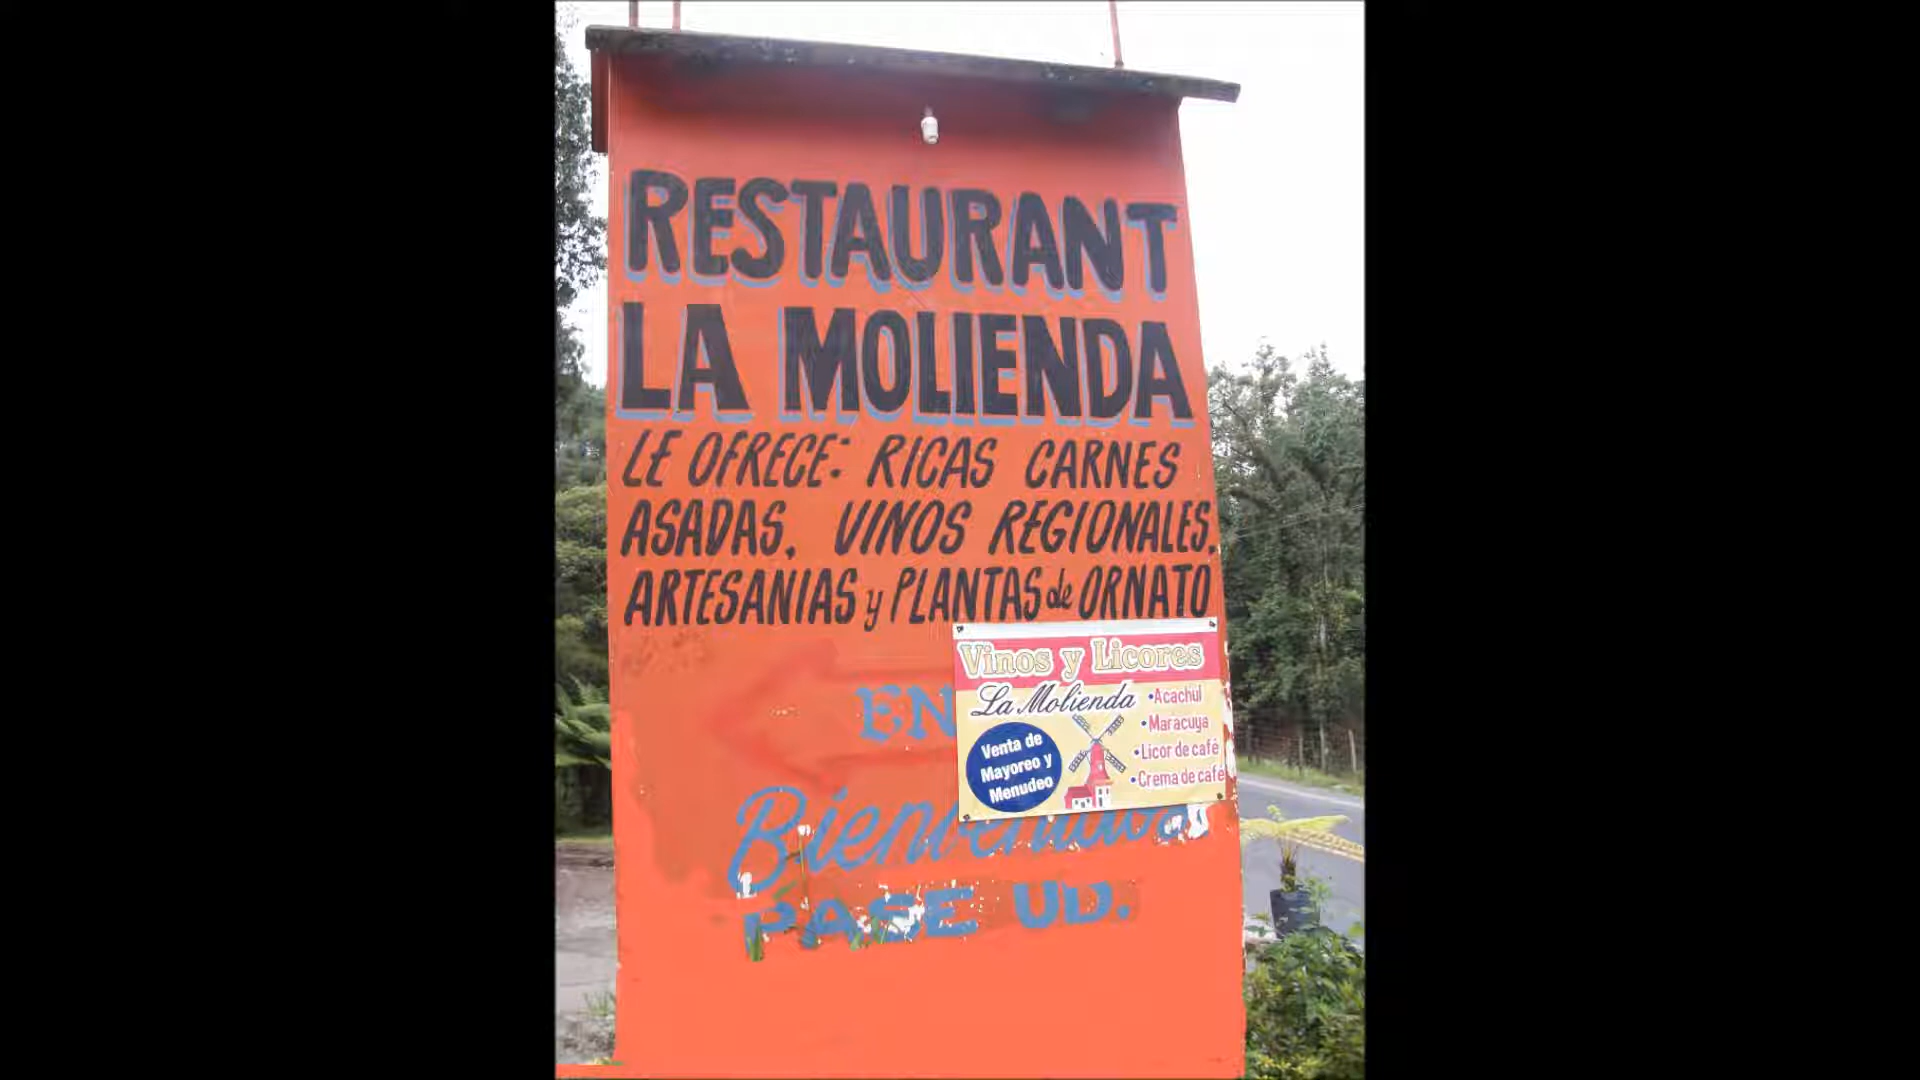 RESTAURANT
LA MOLIENDA
LE OFRECE: RICAS CARNES
ASADAS, VINOS REGIONALES,
ARTESANIAS y PLANTAS de ORNATO
Vinos y Licores
La Molienda
Venta de
Mayoreo y
Menudeo
•Acachul
•Maracuya
•Licor de café
•Crema de café
Bienvenidos
PASE UD.